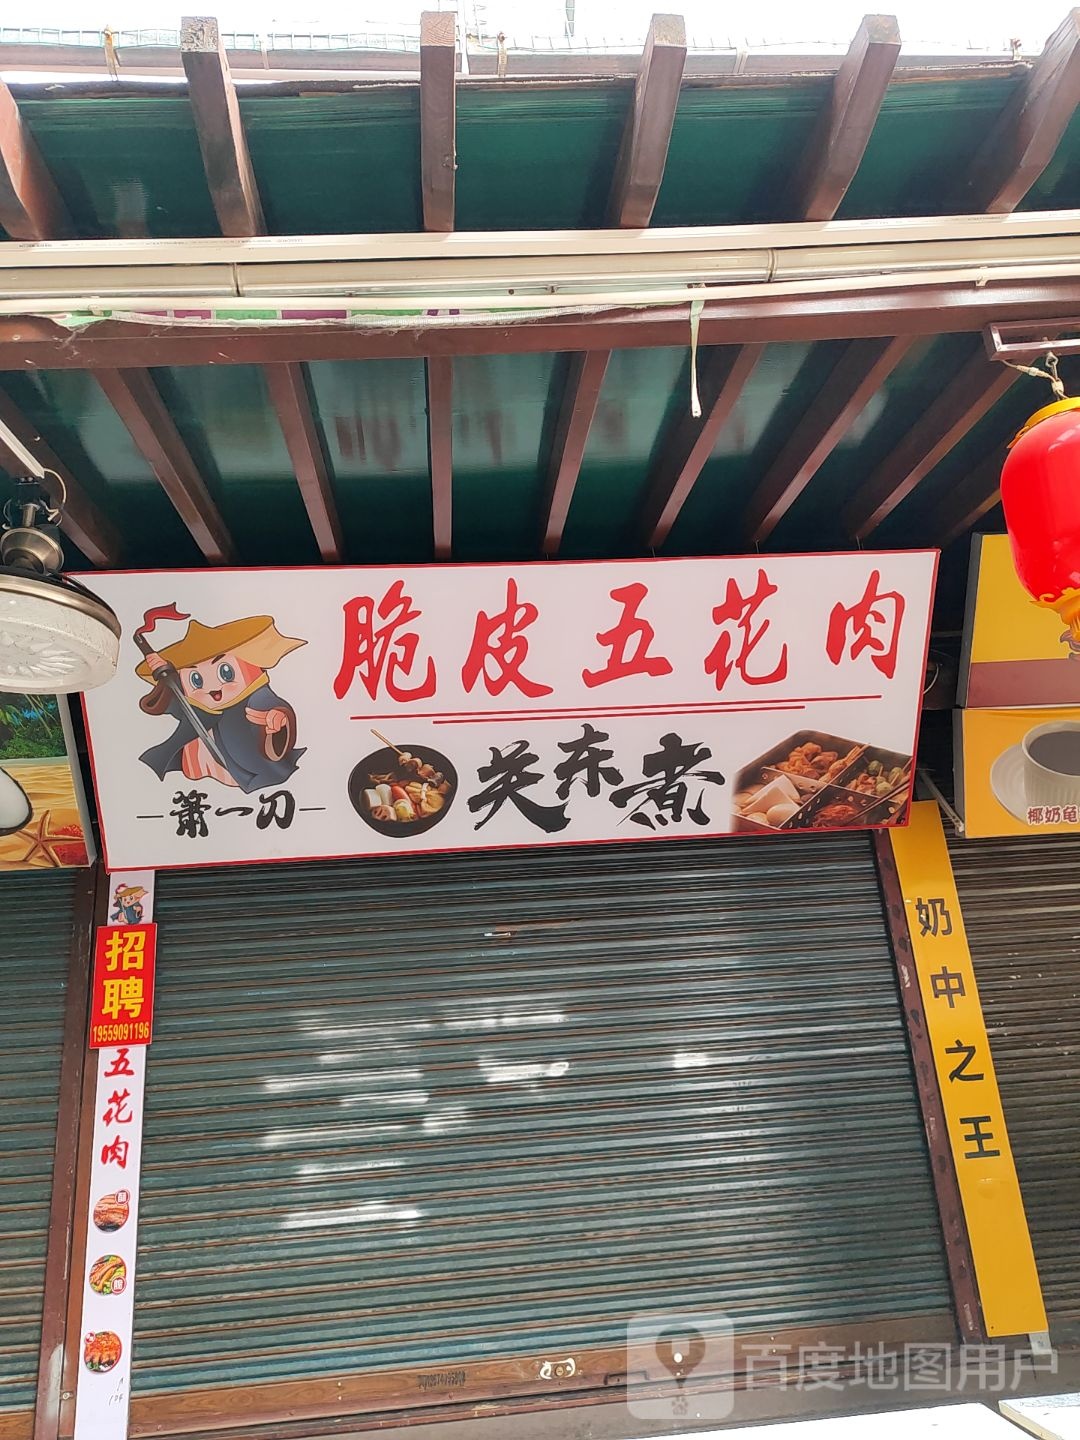 脆皮五花肉
关东煮
箫一刀
招聘
19559091196
五花肉
奶中之王
椰奶龟
百度地图用户